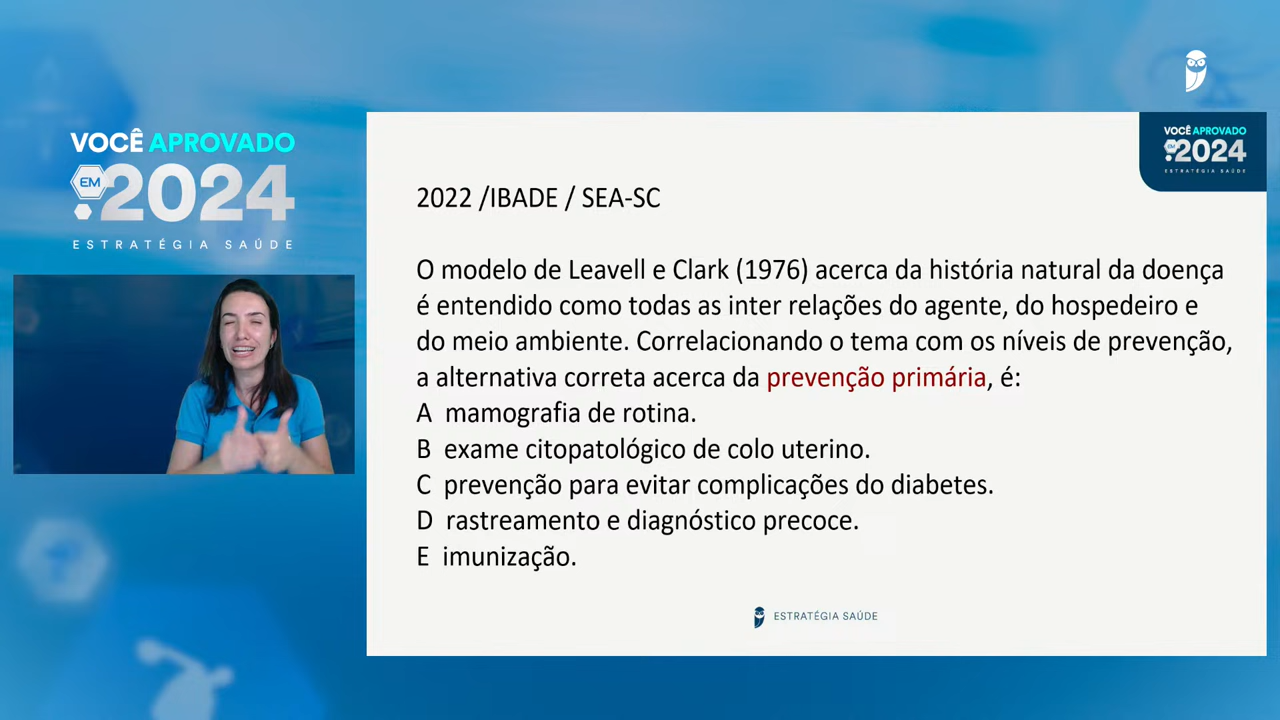 VOCÊ APROVADO
EM
2024
ESTRATÉGIA SAÚDE
VOCÊ APROVADO
EM
2024
ESTRATÉGIA SAÚDE
2022 /IBADE / SEA-SC
O modelo de Leavell e Clark (1976) acerca da história natural da doença
é entendido como todas as inter relações do agente, do hospedeiro e
do meio ambiente. Correlacionando o tema com os níveis de prevenção,
a alternativa correta acerca da prevenção primária, é:
A mamografia de rotina.
B exame citopatológico de colo uterino.
C prevenção para evitar complicações do diabetes.
D rastreamento e diagnóstico precoce.
E imunização.
ESTRATÉGIA SAÚDE